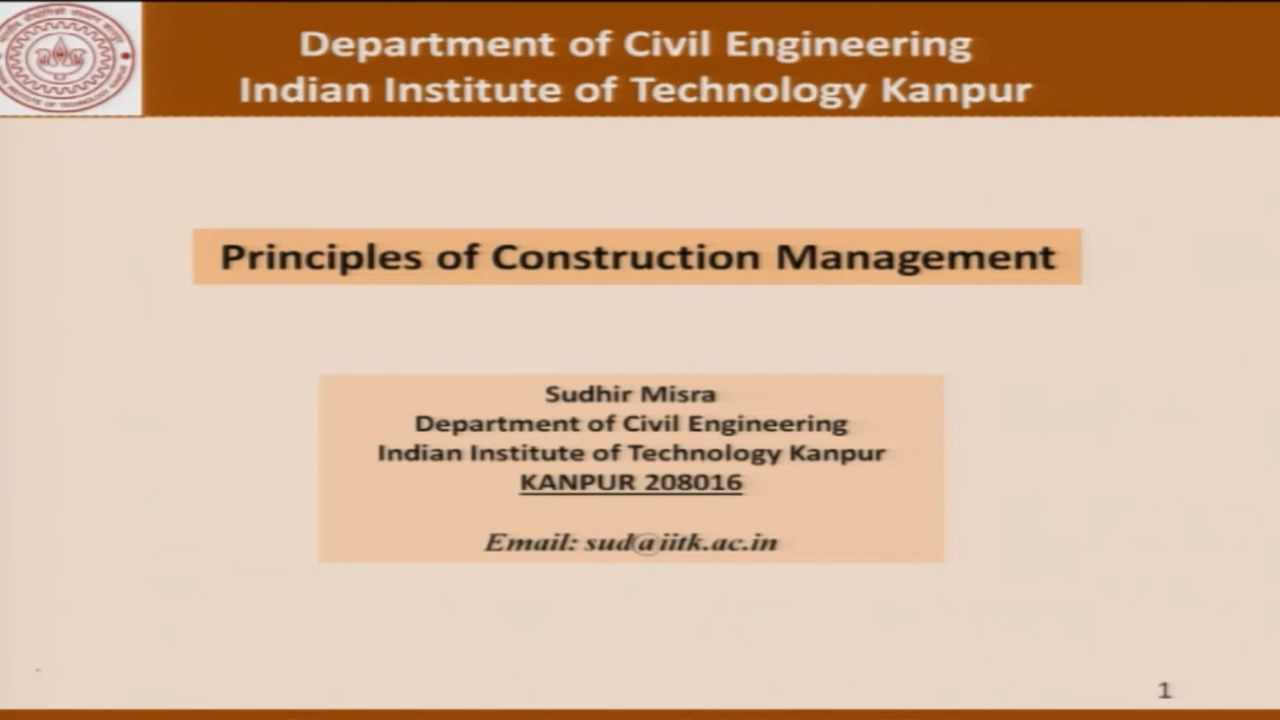 Department of Civil Engineering
Indian Institute of Technology Kanpur
Principles of Construction Management
Sudhir Misra
Department of Civil Engineering
Indian Institute of Technology Kanpur
KANPUR 208016
Email: sud@iitk.ac.in
1